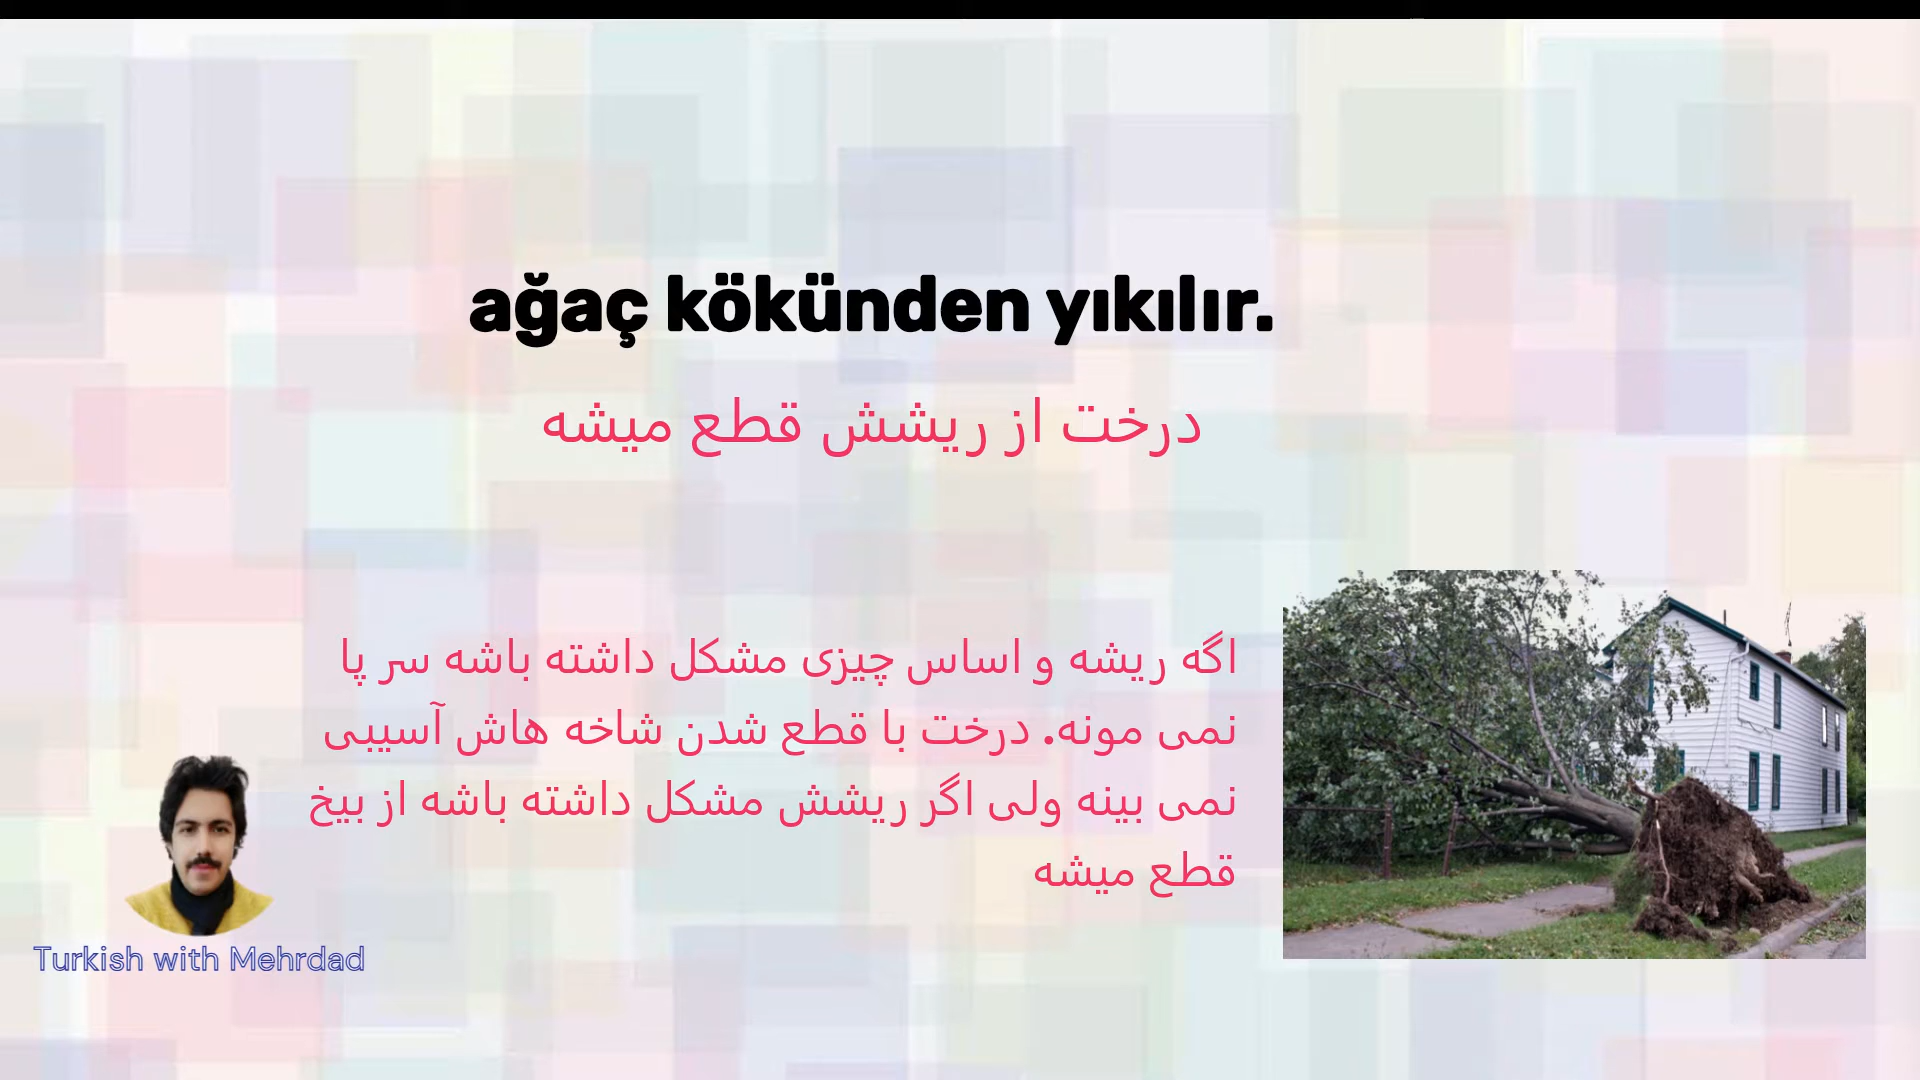 ağaç kökünden yıkılır.
درخت از ریشش قطع میشه
اگه ریشه و اساس چیزی مشکل داشته باشه سر پا
نمی مونه. درخت با قطع شدن شاخه هاش آسیبی
نمی بینه ولی اگر ریشش مشکل داشته باشه از بیخ
قطع میشه
Turkish with Mehrdad